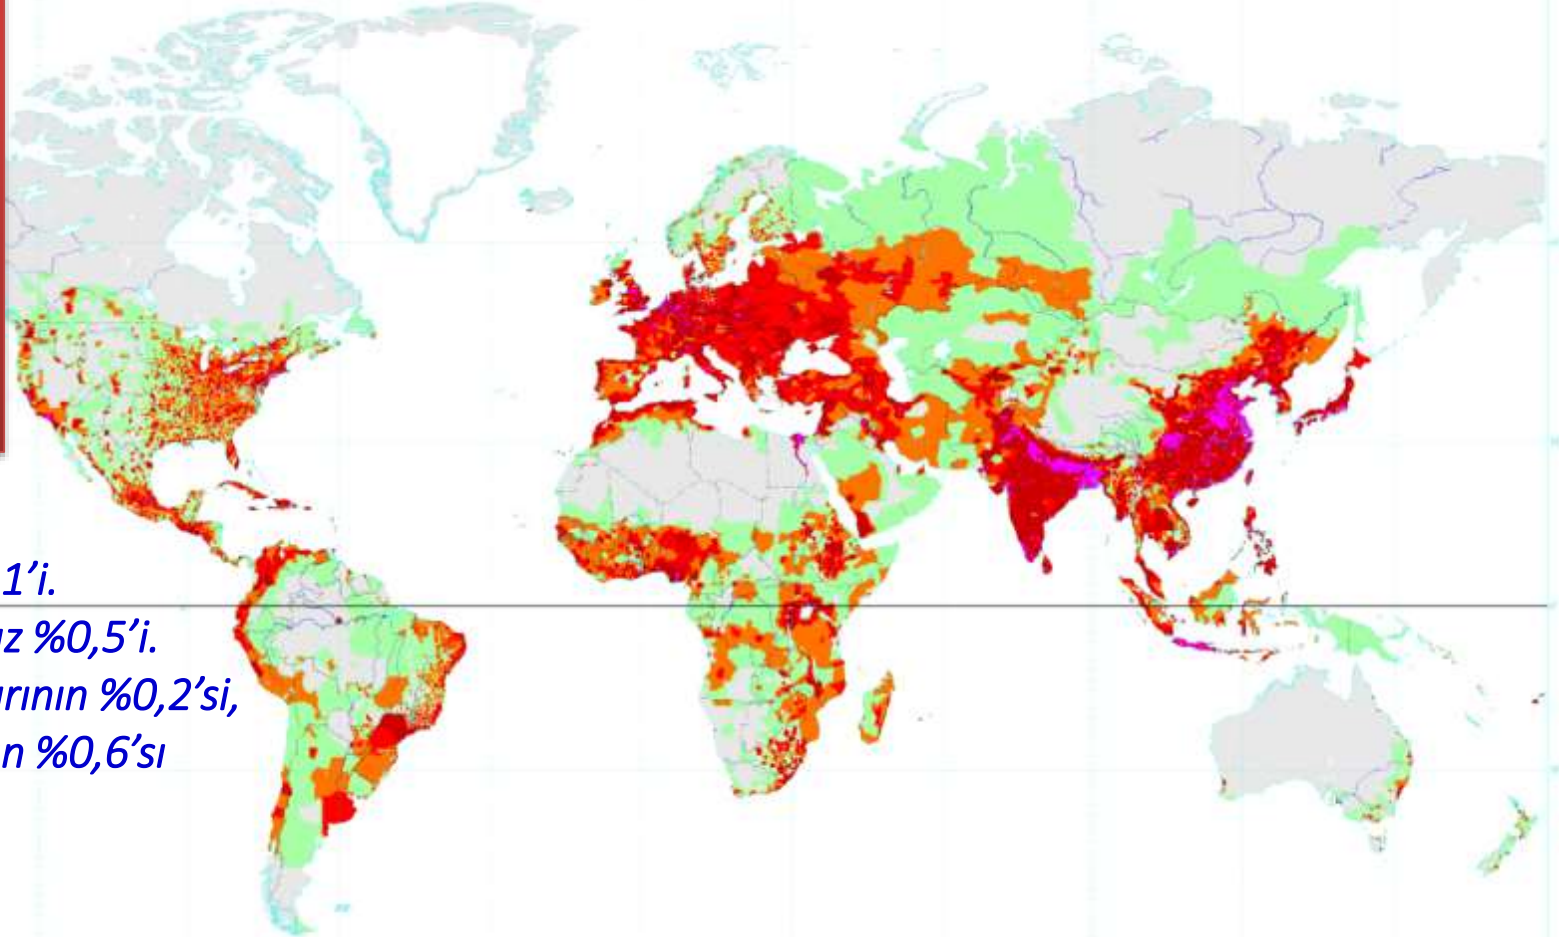 1’i.
z %0,5’i.
rının %0,2’si,
n %0,6’sı